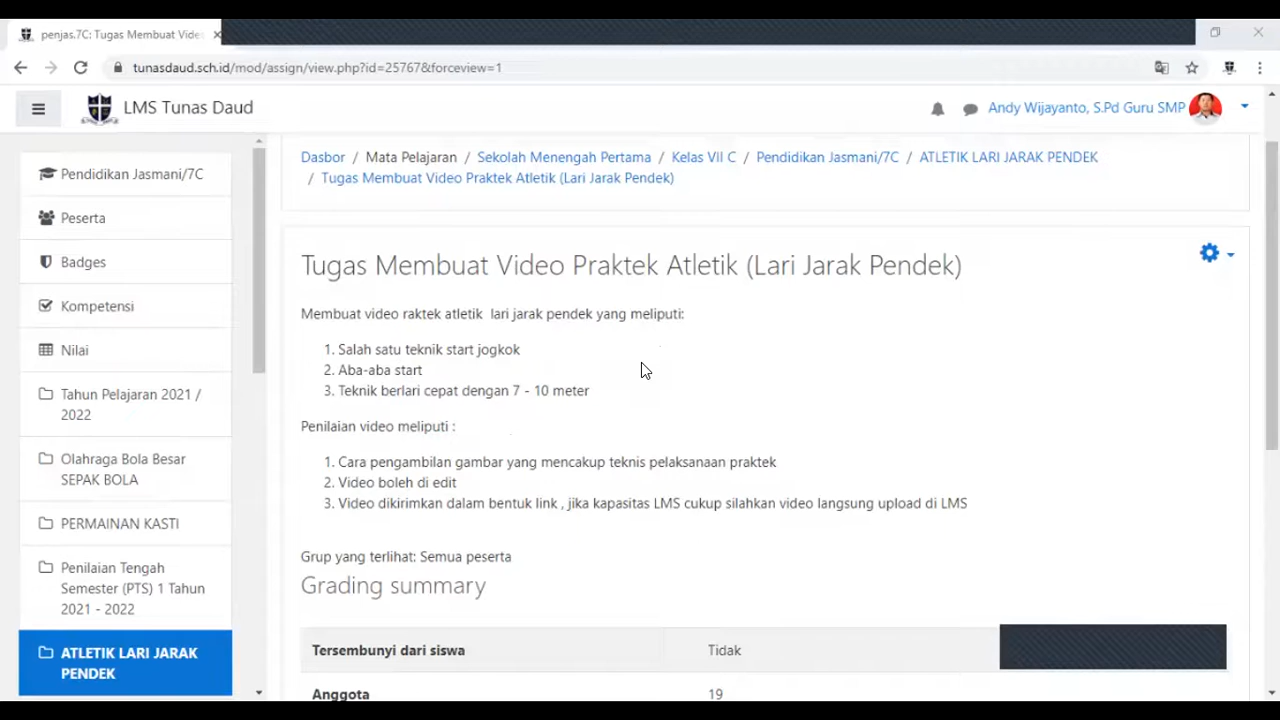 penjas.7C: Tugas Membuat Vide
tunasdaud.sch.id/mod/assign/view.php?id=25767&forceview=1
LMS Tunas Daud
Andy Wijayanto, S.Pd Guru SMP
Pendidikan Jasmani/7C
Peserta
Badges
Kompetensi
Nilai
Tahun Pelajaran 2021 /
2022
Olahraga Bola Besar
SEPAK BOLA
PERMAINAN KASTI
Penilaian Tengah
Semester (PTS) 1 Tahun
2021 - 2022
ATLETIK LARI JARAK
PENDEK
Dasbor / Mata Pelajaran / Sekolah Menengah Pertama / Kelas VII C / Pendidikan Jasmani/7C / ATLETIK LARI JARAK PENDEK
/ Tugas Membuat Video Praktek Atletik (Lari Jarak Pendek)
Tugas Membuat Video Praktek Atletik (Lari Jarak Pendek)
Membuat video raktek atletik lari jarak pendek yang meliputi:
1. Salah satu teknik start jogkok
2. Aba-aba start
3. Teknik berlari cepat dengan 7 - 10 meter
Penilaian video meliputi :
1. Cara pengambilan gambar yang mencakup teknis pelaksanaan praktek
2. Video boleh di edit
3. Video dikirimkan dalam bentuk link , jika kapasitas LMS cukup silahkan video langsung upload di LMS
Grup yang terlihat: Semua peserta
Grading summary
Tersembunyi dari siswa Tidak
Anggota 19